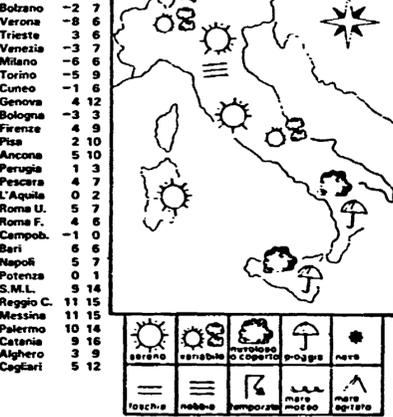 Bolzano -2 7
Verona -8 6
Trieste 3 6
Venezia -3 7
Milano -6 6
Torino -5 9
Cuneo -1 6
Genova 4 12
Bologna -3 3
Firenze 4 9
Pisa 2 10
Ancona 5 10
Perugia 1 3
Pescara 4 7
L'Aquila 0 2
Roma U. 5 7
Roma F. 4 6
Campob. -1 0
Bari 6 6
Napoli 5 7
Potenza 0 1
S.M.L. 9 14
Reggio C. 11 15
Messina 11 15
Palermo 10 14
Catania 9 16
Alghero 3 9
Cagliari 5 12
sereno variabile nuvoloso o coperto pioggia neve
foschia nebbia temporale mare mosso mare agitato